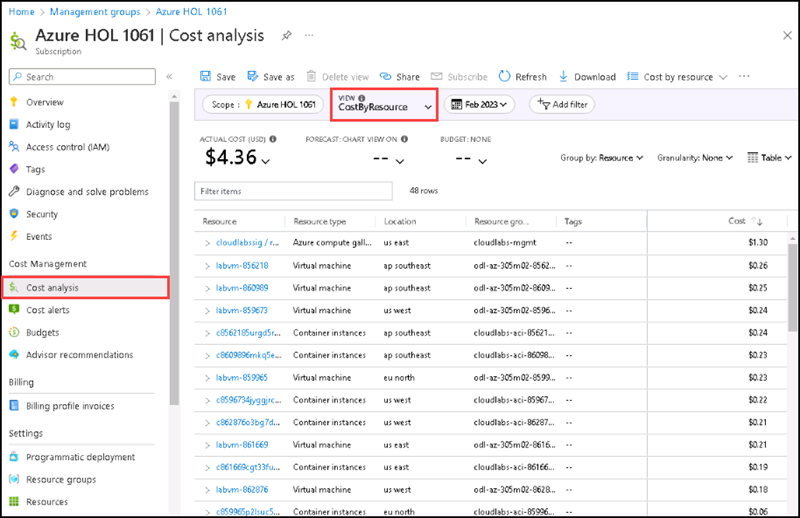 Home > Management groups > Azure HOL 1061
Azure HOL 1061 | Cost analysis
Subscription
Search
Overview
Activity log
Access control (IAM)
Tags
Diagnose and solve problems
Security
Events
Cost Management
Cost analysis
Cost alerts
Budgets
Advisor recommendations
Billing
Billing profile invoices
Settings
Programmatic deployment
Resource groups
Resources
Save Save as Delete view Share Subscribe Refresh Download Cost by resource
Scope : Azure HOL 1061
VIEW
CostByResource
Feb 2023
Add filter
ACTUAL COST (USD) FORECAST: CHART VIEW ON BUDGET: NONE
$4.36 -- --
Group by: Resource Granularity: None Table
Filter items 48 rows
Resource Resource type Location Resource gro... Tags Cost
cloudlabssig / r... Azure compute gall... us east cloudlabs-mgmt -- $1.30
labvm-856218 Virtual machine ap southeast odl-az-305m02-8562... -- $0.26
labvm-860989 Virtual machine ap southeast odl-az-305m02-8609... -- $0.25
labvm-859673 Virtual machine us west odl-az-305m02-8596... -- $0.24
c8562185urgd5r... Container instances ap southeast cloudlabs-aci-85621... -- $0.24
c8609896mkq5e... Container instances ap southeast cloudlabs-aci-86098... -- $0.23
labvm-859965 Virtual machine eu north odl-az-305m02-8599... -- $0.23
c8596734jyggjrc... Container instances us west cloudlabs-aci-85967... -- $0.22
c862876o3bg7d... Container instances us west cloudlabs-aci-86287... -- $0.21
labvm-861669 Virtual machine us east odl-az-305m02-8616... -- $0.21
c861669cgt33fu... Container instances us east cloudlabs-aci-86166... -- $0.19
labvm-862876 Virtual machine us west odl-az-305m02-8628... -- $0.18
c859965p2lsuc5... Container instances eu north cloudlabs-aci-85996... -- $0.06